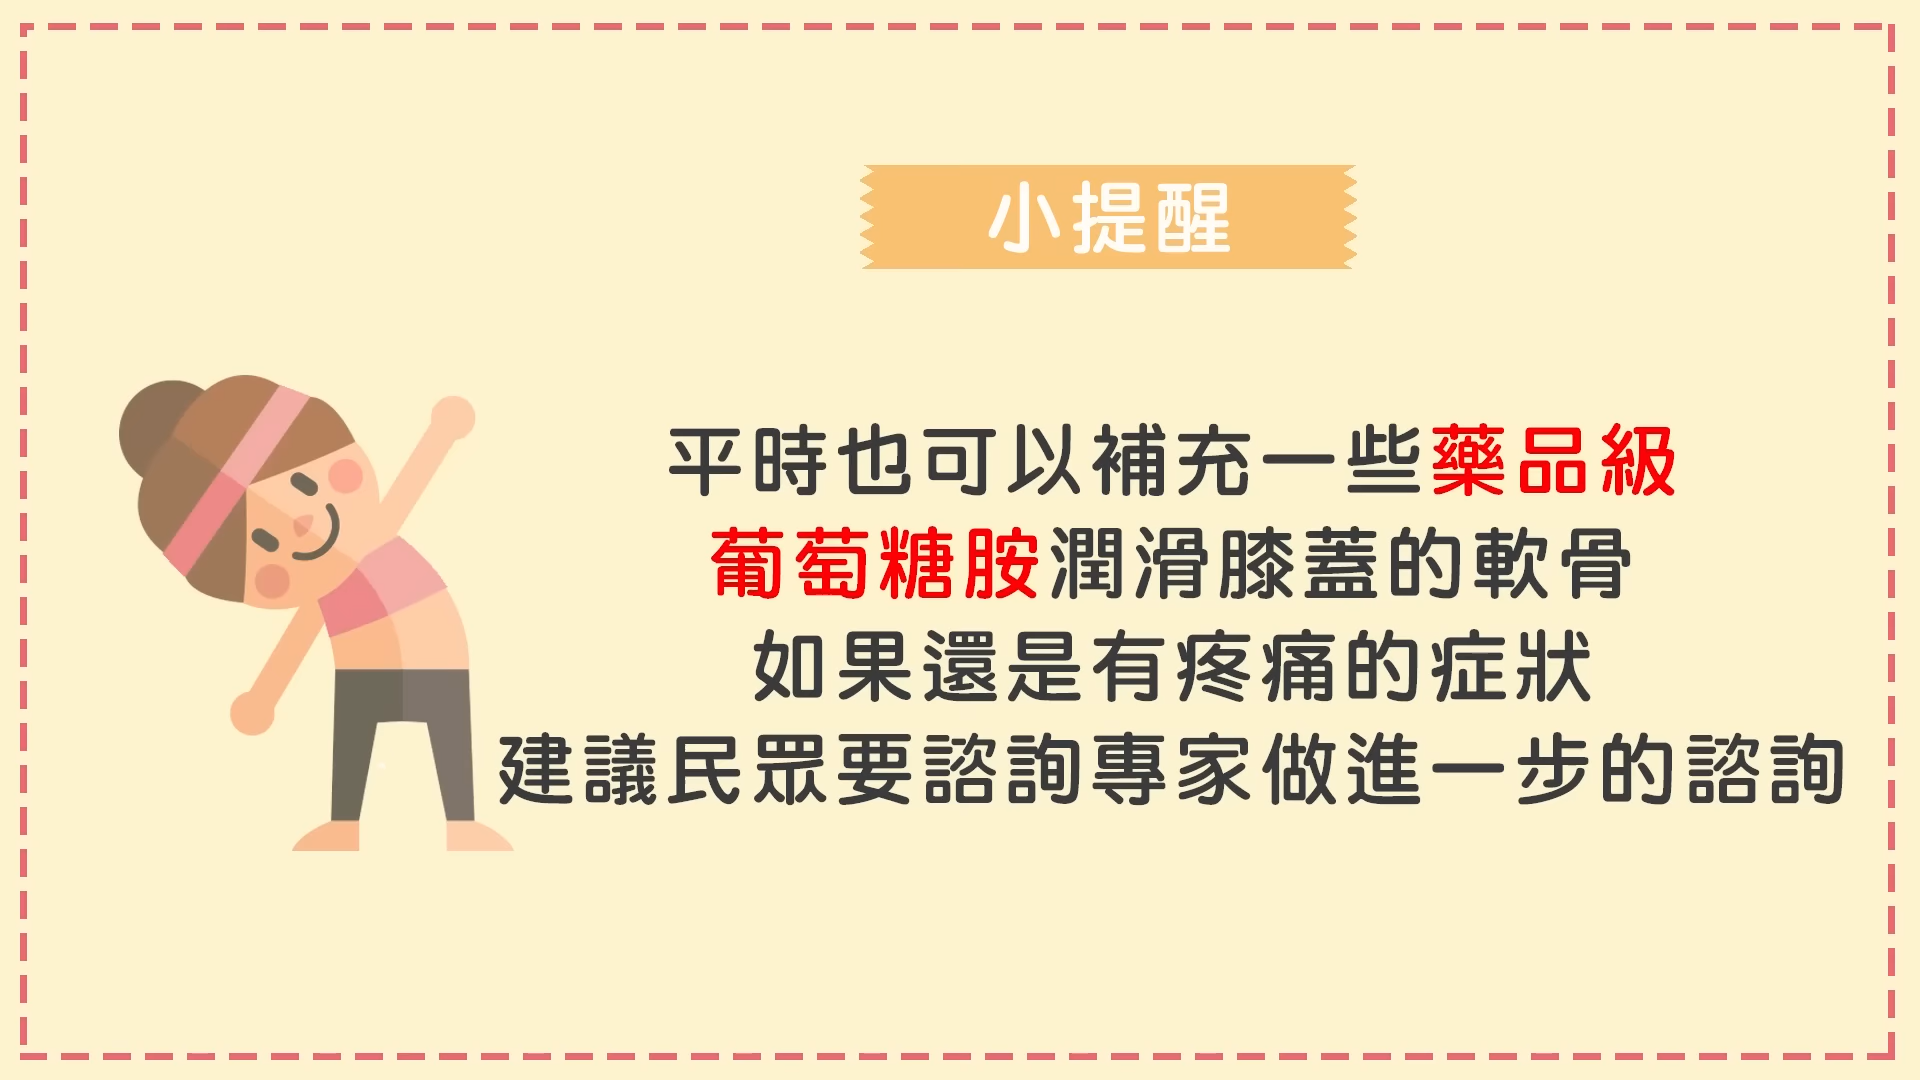 小提醒
平時也可以補充一些藥品級
葡萄糖胺潤滑膝蓋的軟骨
如果還是有疼痛的症狀
建議民眾要諮詢專家做進一步的諮詢